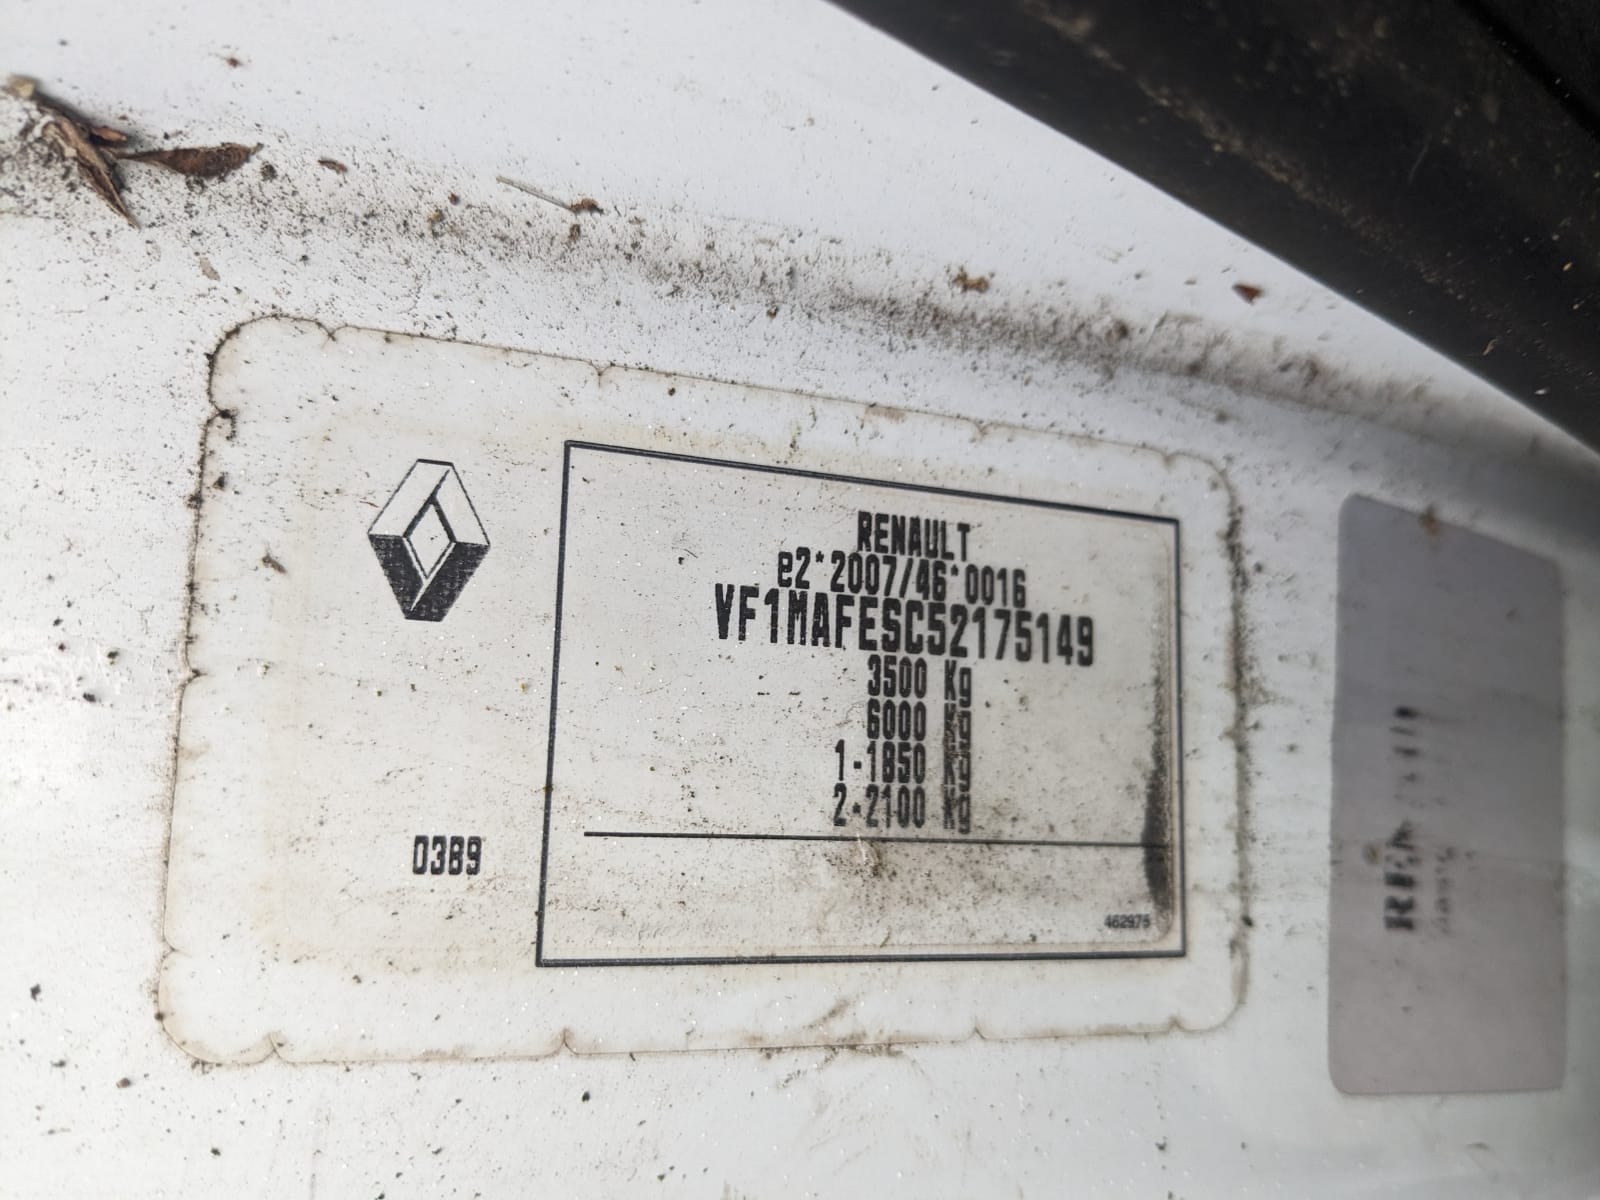 RENAULT
e2*2007/46*0016
VF1MAFESC52175149
3500 Kg
6000 Kg
1-1850 Kg
2-2100 Kg
0389
462975